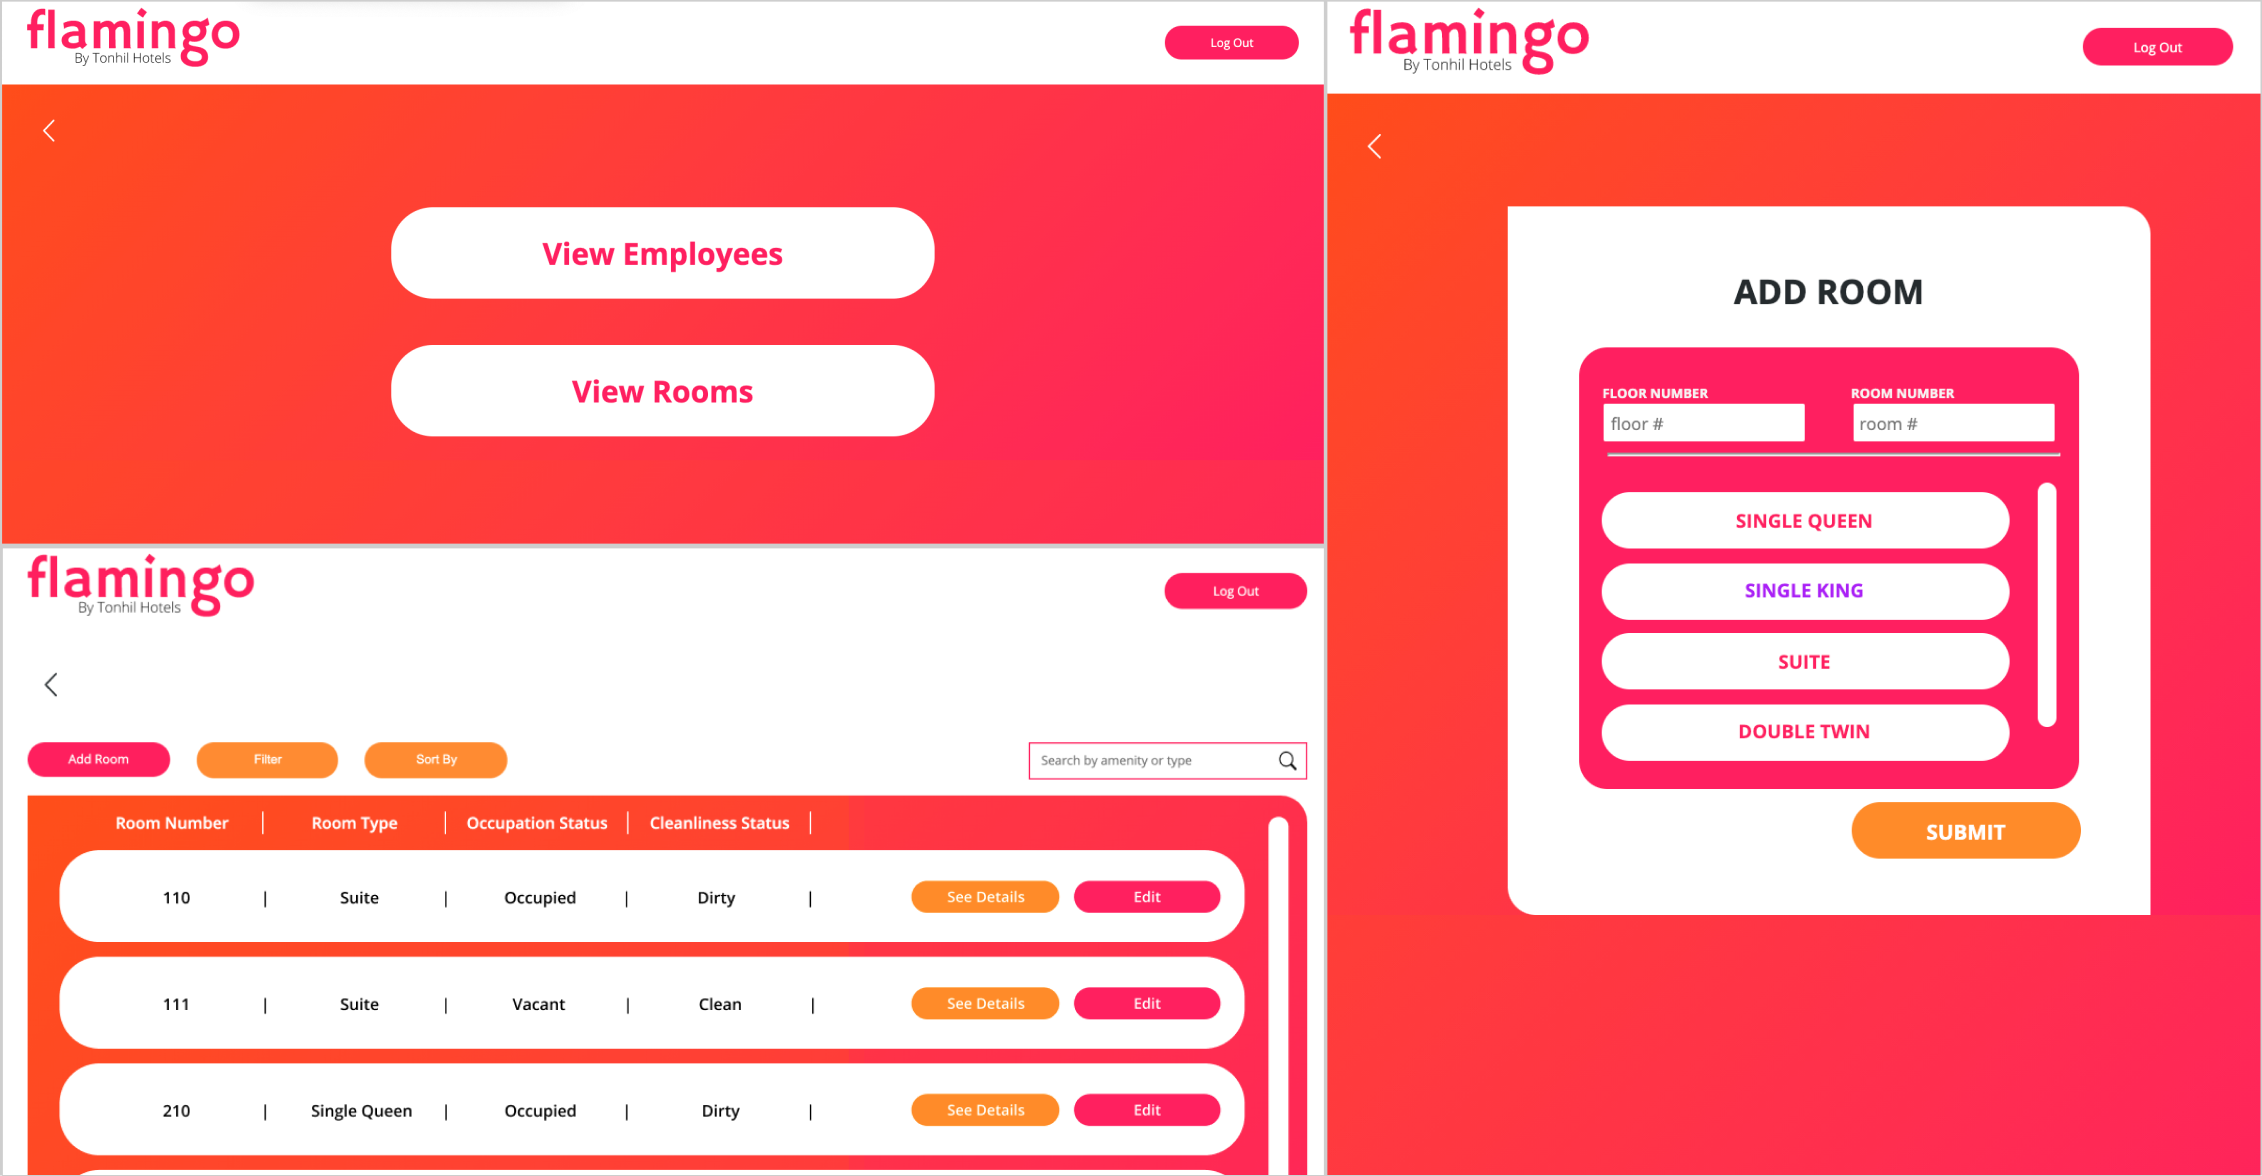 flamingo
By Tonhil Hotels
Log Out
View Employees
View Rooms
flamingo
By Tonhil Hotels
Log Out
Add Room
Filter
Sort By
Search by amenity or type
Room Number | Room Type | Occupation Status | Cleanliness Status |
110 | Suite | Occupied | Dirty | See Details Edit
111 | Suite | Vacant | Clean | See Details Edit
210 | Single Queen | Occupied | Dirty | See Details Edit
flamingo
By Tonhil Hotels
Log Out
ADD ROOM
FLOOR NUMBER ROOM NUMBER
floor # room #
SINGLE QUEEN
SINGLE KING
SUITE
DOUBLE TWIN
SUBMIT